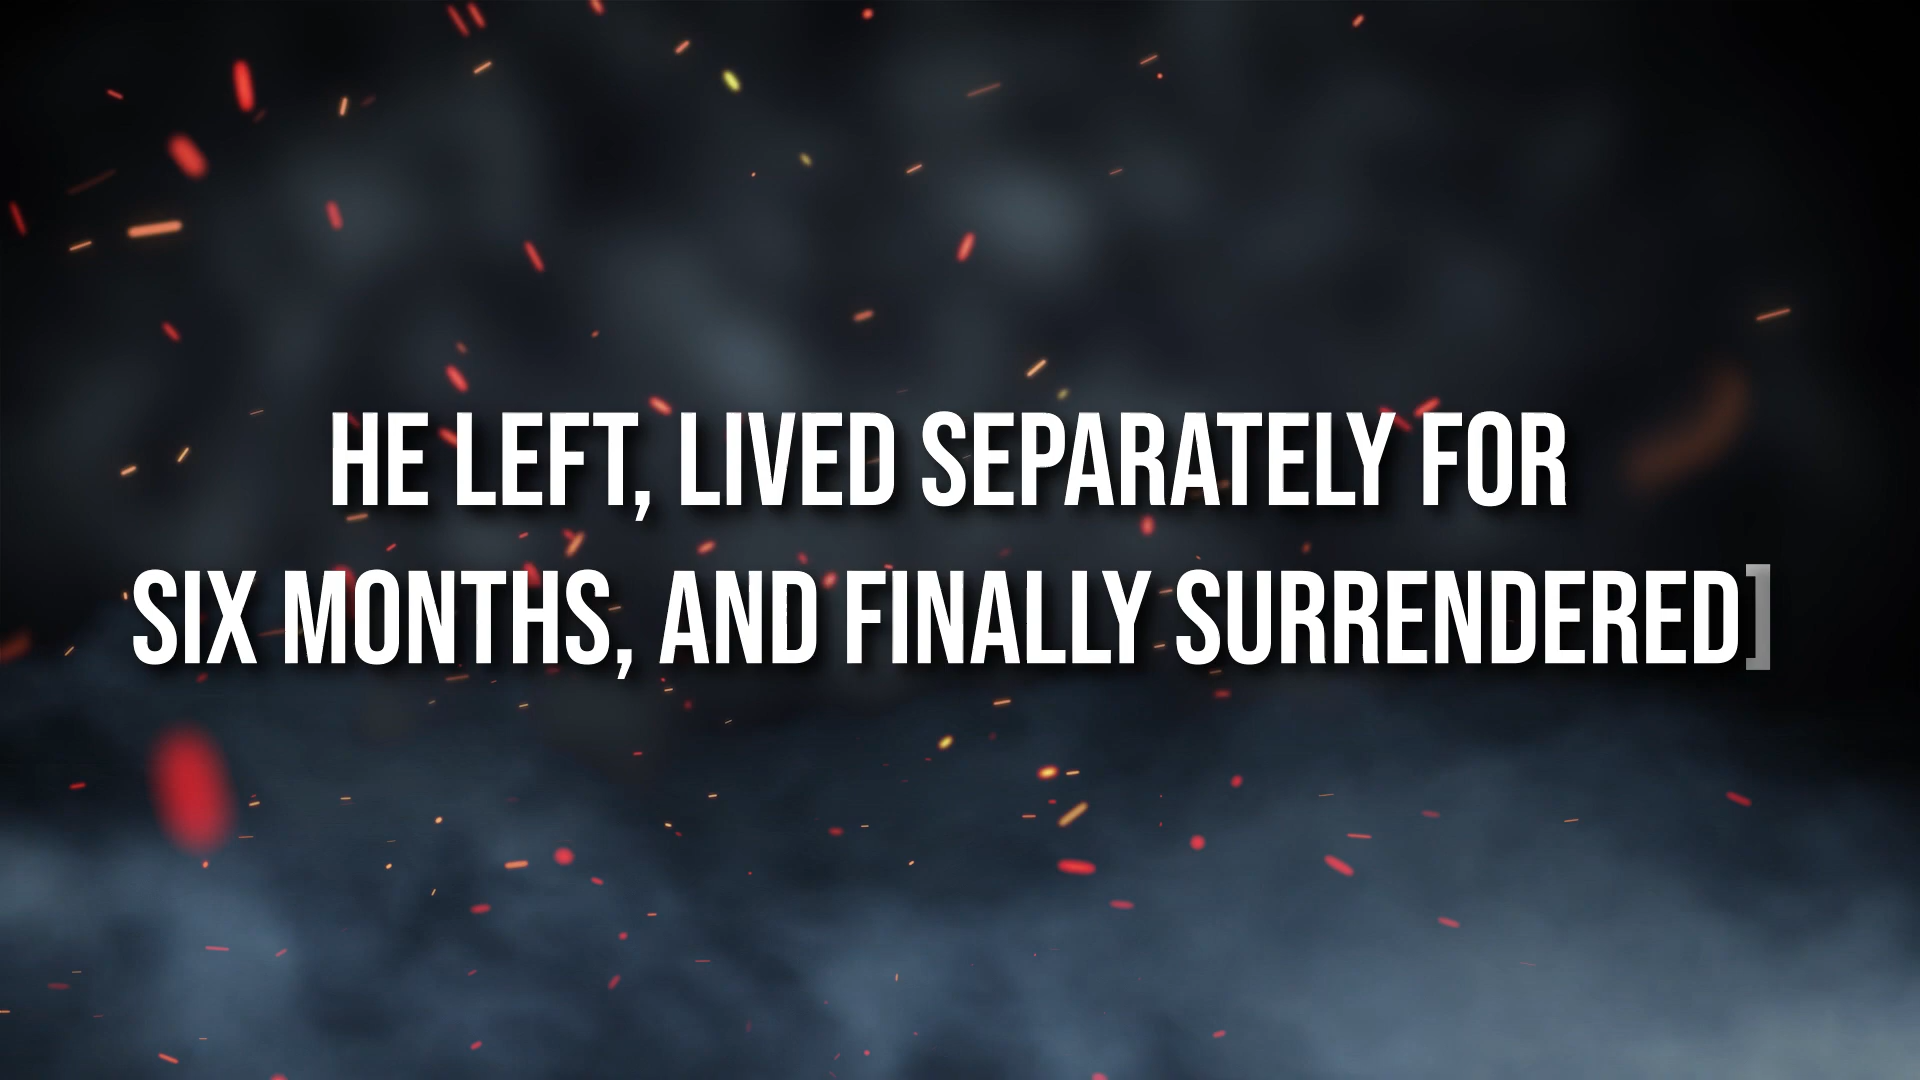 HE LEFT, LIVED SEPARATELY FOR
SIX MONTHS, AND FINALLY SURRENDERED]